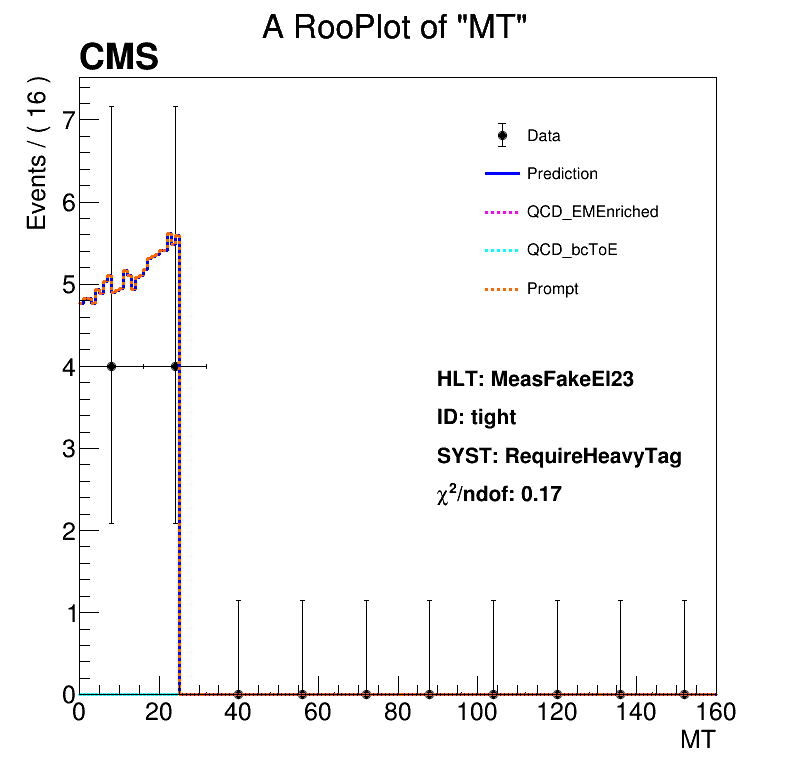 A RooPlot of "MT"
CMS
Events / ( 16 )
7
6
5
4
3
2
1
0
Data
Prediction
QCD_EMEnriched
QCD_bcToE
Prompt
HLT: MeasFakeEl23
ID: tight
SYST: RequireHeavyTag
χ²/ndof: 0.17
0 20 40 60 80 100 120 140 160
MT